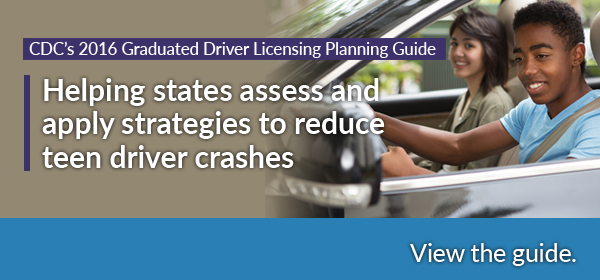 CDC's 2016 Graduated Driver Licensing Planning Guide
Helping states assess and
apply strategies to reduce
teen driver crashes
View the guide.